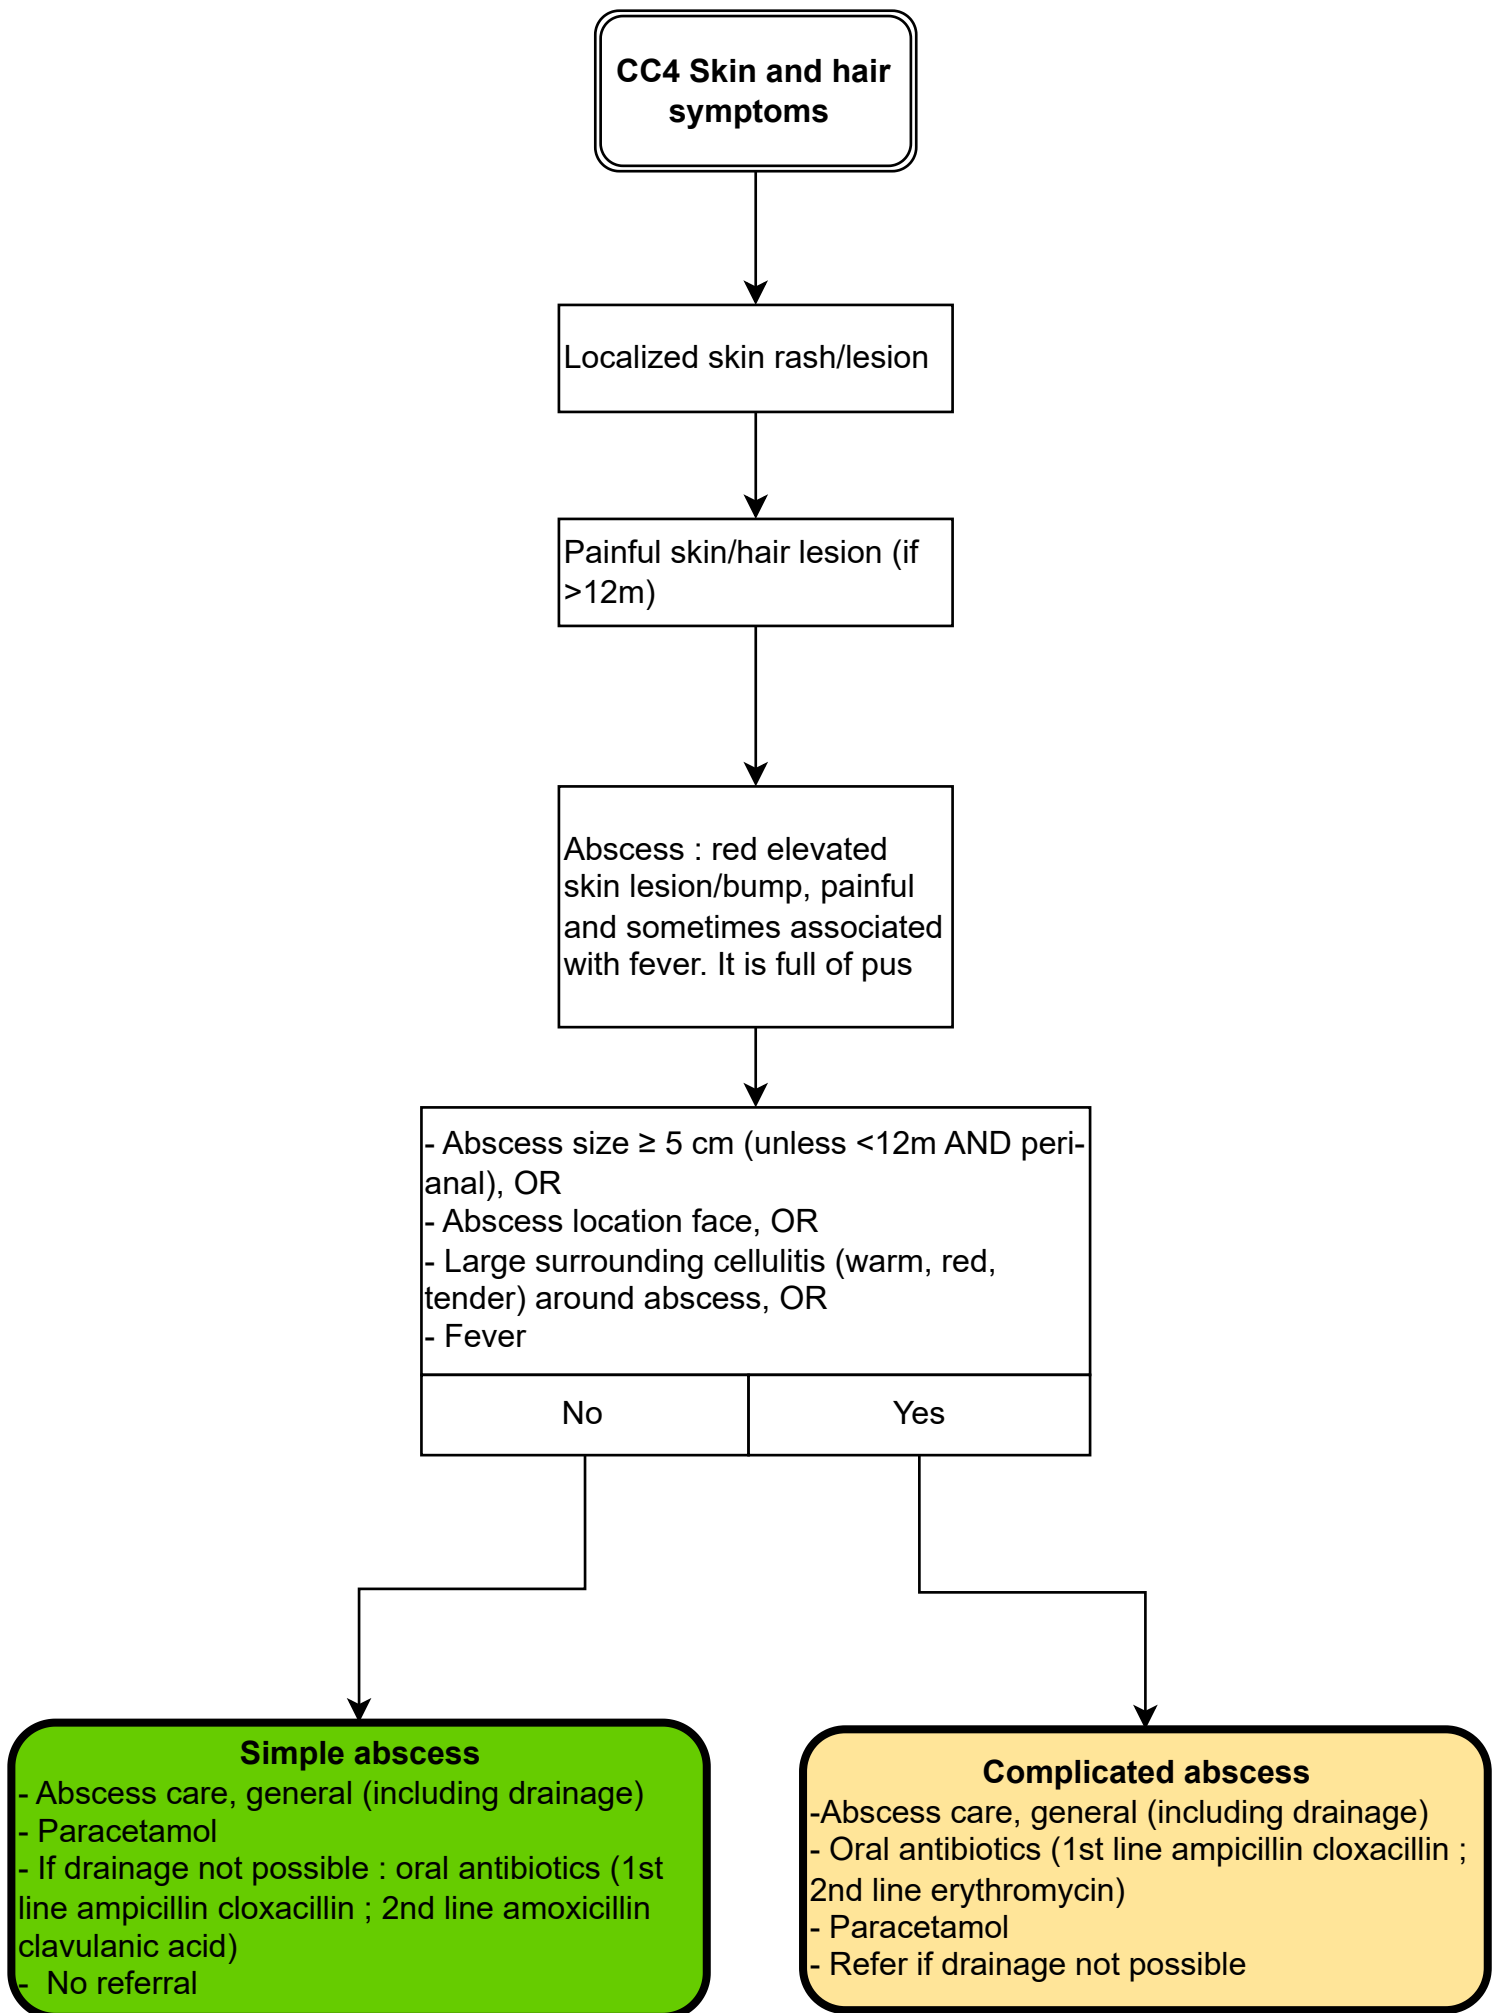 CC4 Skin and hair
symptoms
Localized skin rash/lesion
Painful skin/hair lesion (if
>12m)
Abscess : red elevated
skin lesion/bump, painful
and sometimes associated
with fever. It is full of pus
- Abscess size ≥ 5 cm (unless <12m AND peri-
anal), OR
- Abscess location face, OR
- Large surrounding cellulitis (warm, red,
tender) around abscess, OR
- Fever
No
Yes
Simple abscess
- Abscess care, general (including drainage)
- Paracetamol
- If drainage not possible : oral antibiotics (1st
line ampicillin cloxacillin ; 2nd line amoxicillin
clavulanic acid)
- No referral
Complicated abscess
-Abscess care, general (including drainage)
- Oral antibiotics (1st line ampicillin cloxacillin ;
2nd line erythromycin)
- Paracetamol
- Refer if drainage not possible